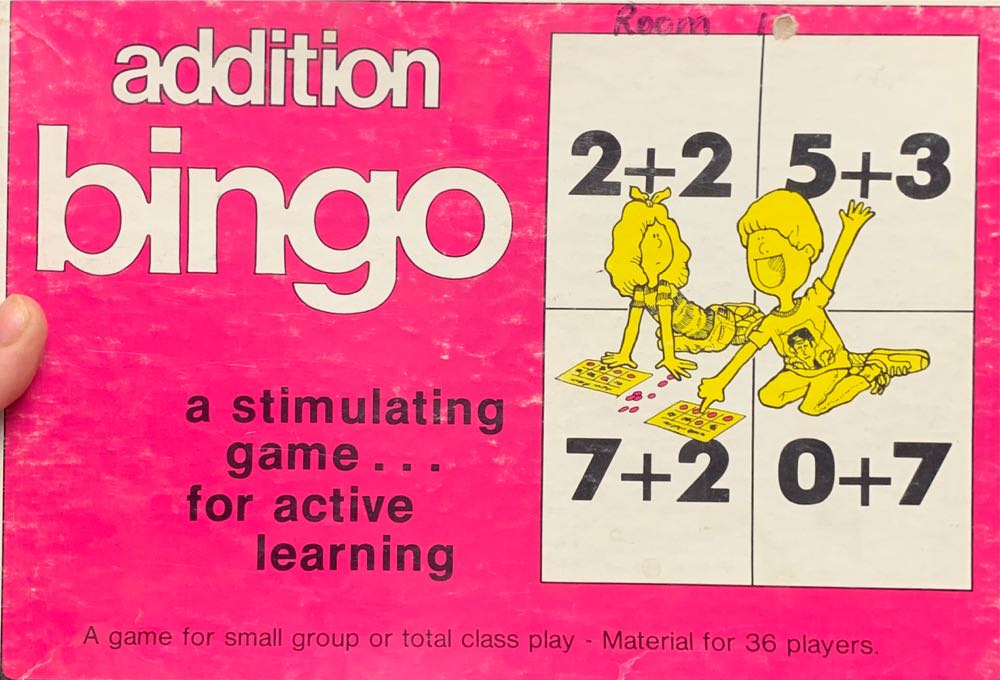 Room 1
addition
bingo
2+2 5+3
7+2 0+7
a stimulating
game...
for active
learning
A game for small group or total class play - Material for 36 players.